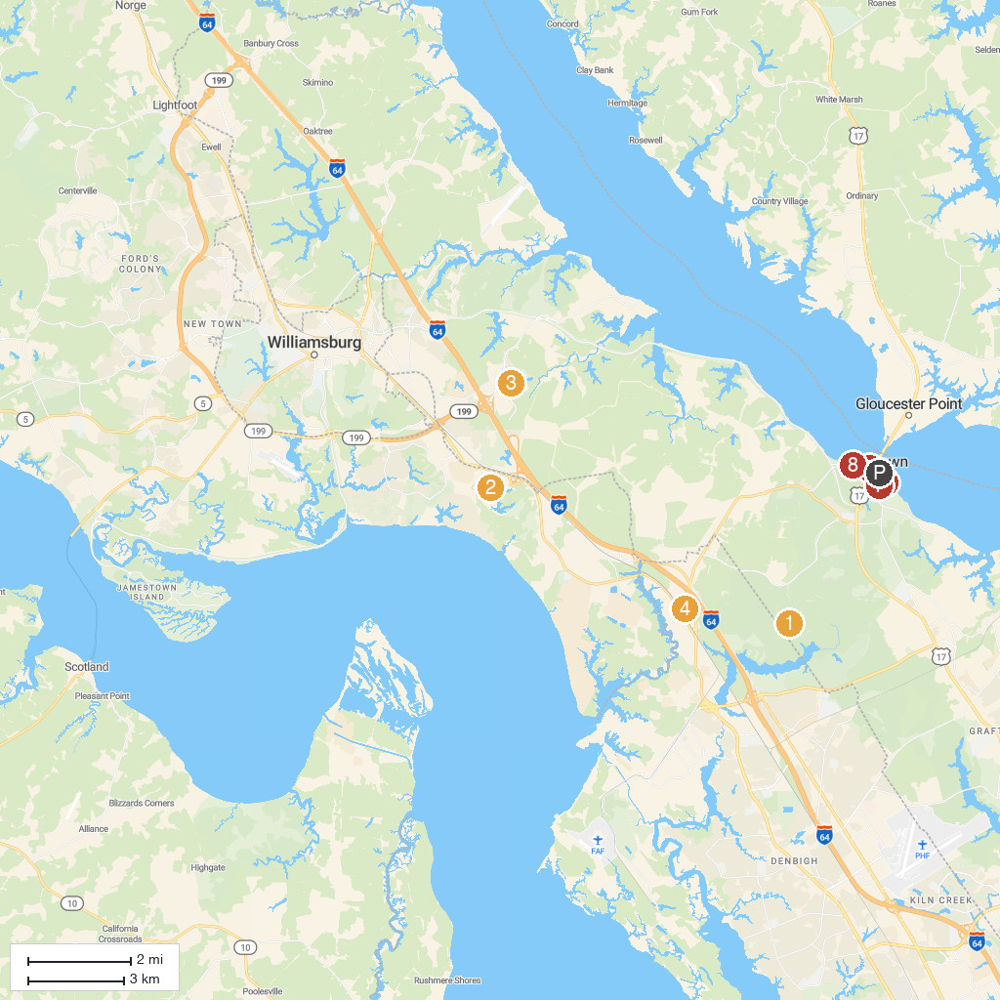 Norge
64
Banbury Cross
Concord
Gum Fork
Roanes
Selden
199
Skimino
Clay Bank
Lightfoot
Hermitage
White Marsh
Oaktree
17
Ewell
Rosewell
64
Centerville
Country Village
Ordinary
FORD'S
COLONY
NEW TOWN
Williamsburg
64
3
5
199
Gloucester Point
5
199
199
8
P
wn
2
17
64
JAMESTOWN
ISLAND
4
64
1
Scotland
17
Pleasant Point
GRAFT
Blizzards Corners
Alliance
64
FAF
PHF
Highgate
DENBIGH
10
KILN CREEK
California
Crossroads
10
64
2 mi
3 km
Rushmere Shores
Poolesville